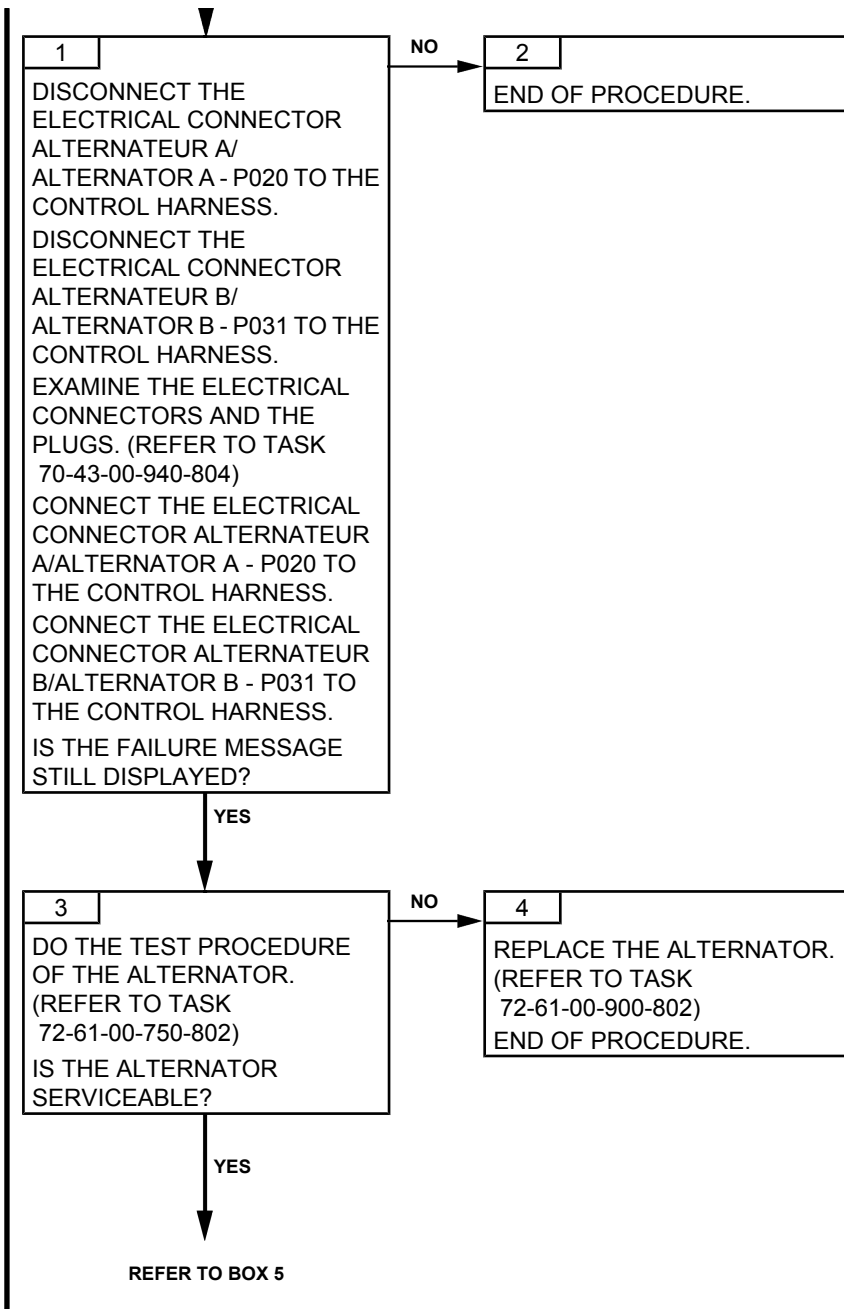 1
DISCONNECT THE
ELECTRICAL CONNECTOR
ALTERNATEUR A/
ALTERNATOR A - P020 TO THE
CONTROL HARNESS.
DISCONNECT THE
ELECTRICAL CONNECTOR
ALTERNATEUR B/
ALTERNATOR B - P031 TO THE
CONTROL HARNESS.
EXAMINE THE ELECTRICAL
CONNECTORS AND THE
PLUGS. (REFER TO TASK
70-43-00-940-804)
CONNECT THE ELECTRICAL
CONNECTOR ALTERNATEUR
A/ALTERNATOR A - P020 TO
THE CONTROL HARNESS.
CONNECT THE ELECTRICAL
CONNECTOR ALTERNATEUR
B/ALTERNATOR B - P031 TO
THE CONTROL HARNESS.
IS THE FAILURE MESSAGE
STILL DISPLAYED?
NO
2
END OF PROCEDURE.
YES
3
DO THE TEST PROCEDURE
OF THE ALTERNATOR.
(REFER TO TASK
72-61-00-750-802)
IS THE ALTERNATOR
SERVICEABLE?
NO
4
REPLACE THE ALTERNATOR.
(REFER TO TASK
72-61-00-900-802)
END OF PROCEDURE.
YES
REFER TO BOX 5